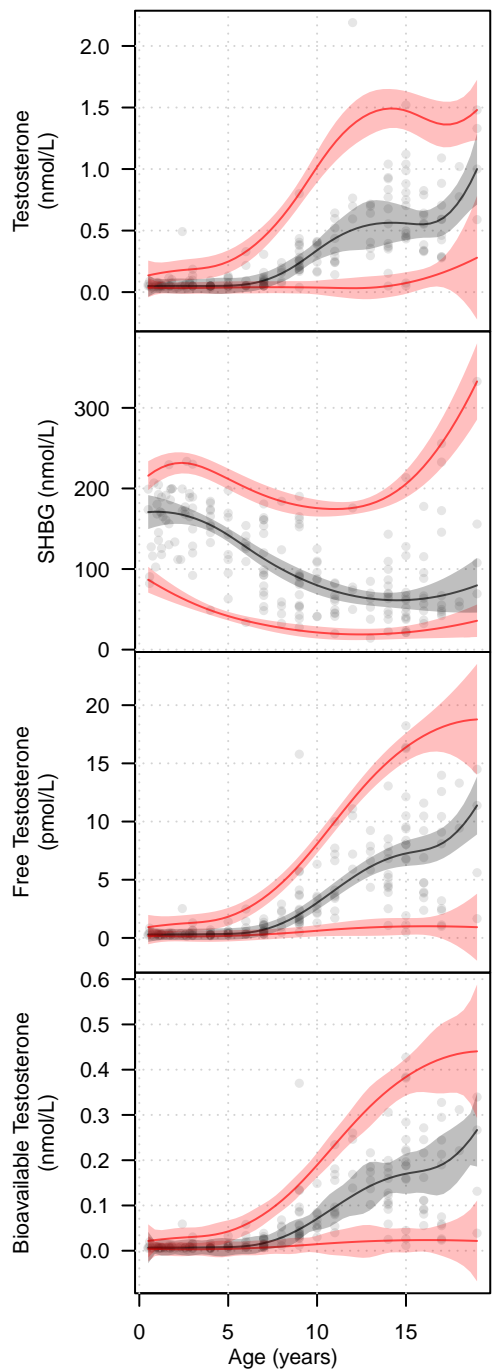 Testosterone
(nmol/L)
2.0
1.5
1.0
0.5
0.0
SHBG (nmol/L)
300
200
100
0
Free Testosterone
(pmol/L)
20
15
10
5
0
Bioavailable Testosterone
(nmol/L)
0.6
0.5
0.4
0.3
0.2
0.1
0.0
0 5 10 15
Age (years)